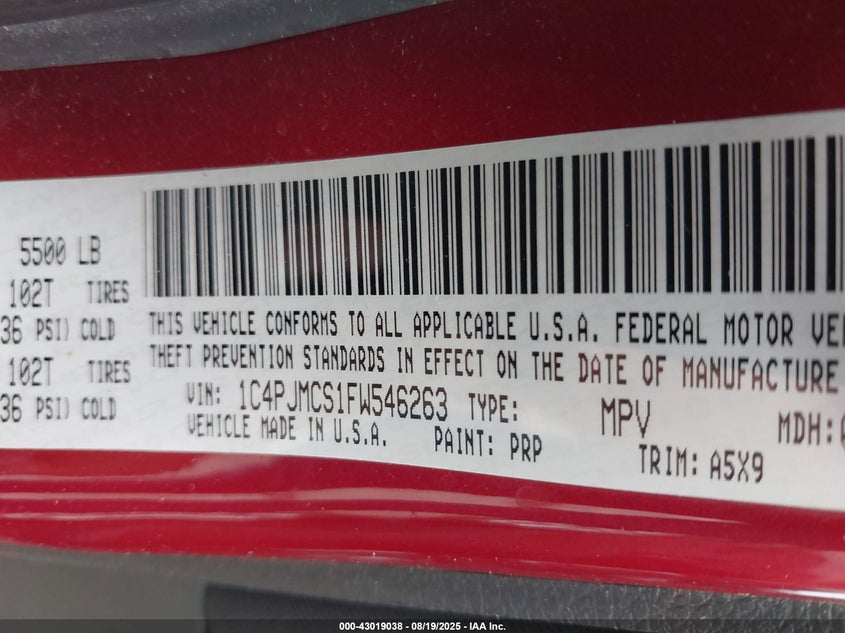 5500 LB
102T TIRES
36 PSI) COLD
102T TIRES
36 PSI) COLD
THIS VEHICLE CONFORMS TO ALL APPLICABLE U.S.A. FEDERAL MOTOR
THEFT PREVENTION STANDARDS IN EFFECT ON THE DATE OF MANUFACTURE
VIN: 1C4PJMCS1FW546263 TYPE: MPV MDH:
VEHICLE MADE IN U.S.A. PAINT: PRP TRIM: A5X9
000-43019038 - 08/19/2025 - IAA Inc.